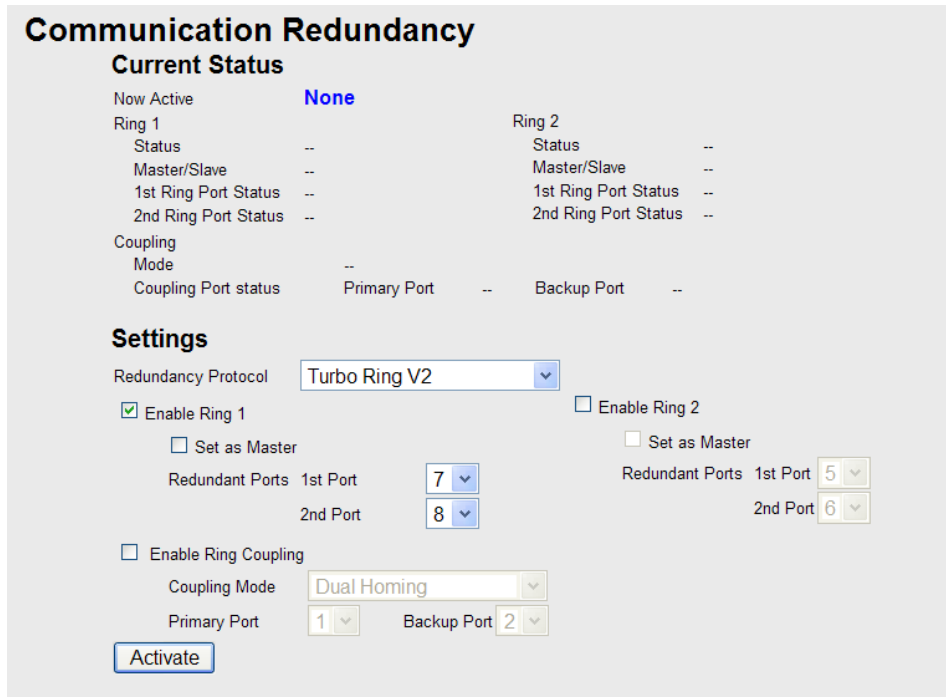 Communication Redundancy
Current Status
Now Active None
Ring 1 Ring 2
Status -- Status --
Master/Slave -- Master/Slave --
1st Ring Port Status -- 1st Ring Port Status --
2nd Ring Port Status -- 2nd Ring Port Status --
Coupling
Mode --
Coupling Port status Primary Port -- Backup Port --
Settings
Redundancy Protocol Turbo Ring V2
Enable Ring 1 Enable Ring 2
Set as Master Set as Master
Redundant Ports 1st Port 7 Redundant Ports 1st Port 5
2nd Port 8 2nd Port 6
Enable Ring Coupling
Coupling Mode Dual Homing
Primary Port 1 Backup Port 2
Activate